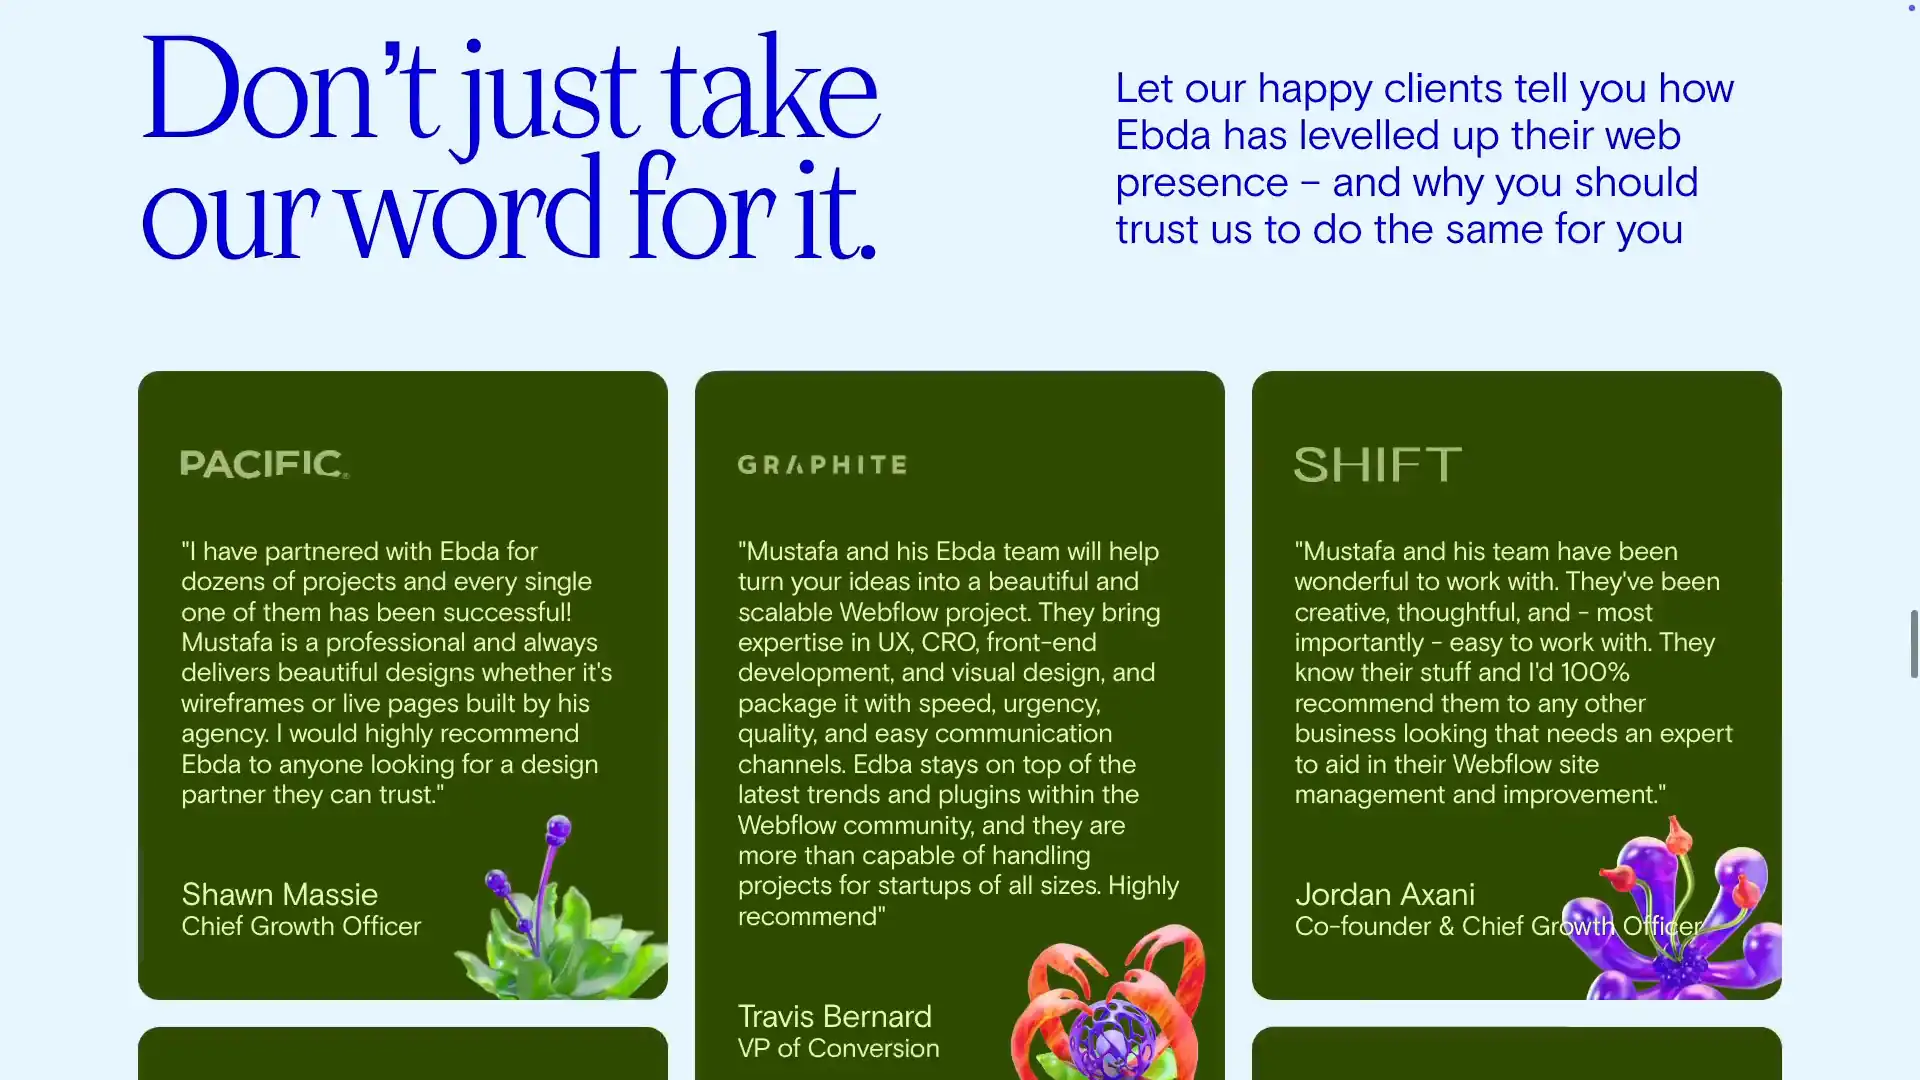 Don’t just take
our word for it.
Let our happy clients tell you how
Ebda has levelled up their web
presence – and why you should
trust us to do the same for you
PACIFIC®
"I have partnered with Ebda for
dozens of projects and every single
one of them has been successful!
Mustafa is a professional and always
delivers beautiful designs whether it's
wireframes or live pages built by his
agency. I would highly recommend
Ebda to anyone looking for a design
partner they can trust."
Shawn Massie
Chief Growth Officer
GRAPHITE
"Mustafa and his Ebda team will help
turn your ideas into a beautiful and
scalable Webflow project. They bring
expertise in UX, CRO, front-end
development, and visual design, and
package it with speed, urgency,
quality, and easy communication
channels. Edba stays on top of the
latest trends and plugins within the
Webflow community, and they are
more than capable of handling
projects for startups of all sizes. Highly
recommend"
Travis Bernard
VP of Conversion
SHIFT
"Mustafa and his team have been
wonderful to work with. They've been
creative, thoughtful, and – most
importantly – easy to work with. They
know their stuff and I'd 100%
recommend them to any other
business looking that needs an expert
to aid in their Webflow site
management and improvement."
Jordan Axani
Co-founder & Chief Growth Officer